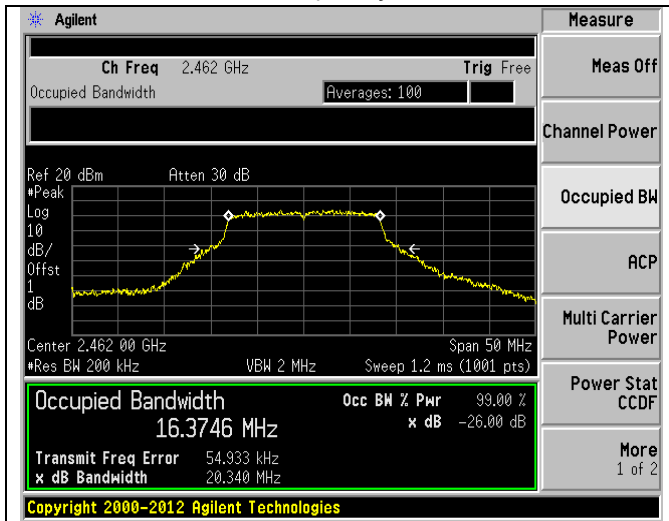 Agilent
Measure
Ch Freq 2.462 GHz Trig Free
Occupied Bandwidth Averages: 100
Meas Off
Channel Power
Occupied BW
ACP
Multi Carrier
Power
Power Stat
CCDF
More
1 of 2
Ref 20 dBm Atten 30 dB
#Peak
Log
10
dB/
Offst
1
dB
Center 2.462 00 GHz Span 50 MHz
#Res BW 200 kHz VBW 2 MHz Sweep 1.2 ms (1001 pts)
Occupied Bandwidth Occ BW % Pwr 99.00 %
16.3746 MHz x dB -26.00 dB
Transmit Freq Error 54.933 kHz
x dB Bandwidth 20.340 MHz
Copyright 2000-2012 Agilent Technologies